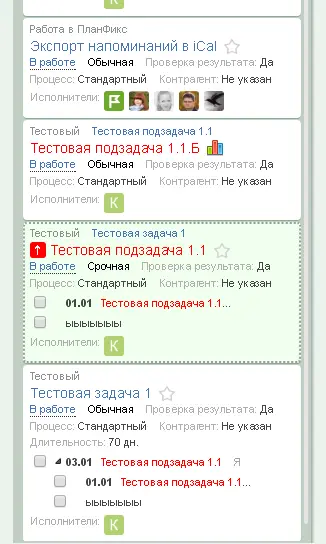 Работа в ПланФикс
Экспорт напоминаний в iCal
В работе Обычная Проверка результата: Да
Процесс: Стандартный Контрагент: Не указан
Исполнители:
Тестовый Тестовая подзадача 1.1
Тестовая подзадача 1.1.Б
В работе Обычная Проверка результата: Да
Процесс: Стандартный Контрагент: Не указан
Исполнители: К
Тестовый Тестовая задача 1
Тестовая подзадача 1.1
В работе Срочная Проверка результата: Да
Процесс: Стандартный Контрагент: Не указан
01.01 Тестовая подзадача 1.1...
ыыыыыыы
Исполнители: К
Тестовый
Тестовая задача 1
В работе Обычная Проверка результата: Да
Процесс: Стандартный Контрагент: Не указан
Длительность: 70 дн.
03.01 Тестовая подзадача 1.1 Я
01.01 Тестовая подзадача 1.1...
ыыыыыыы
Исполнители: К